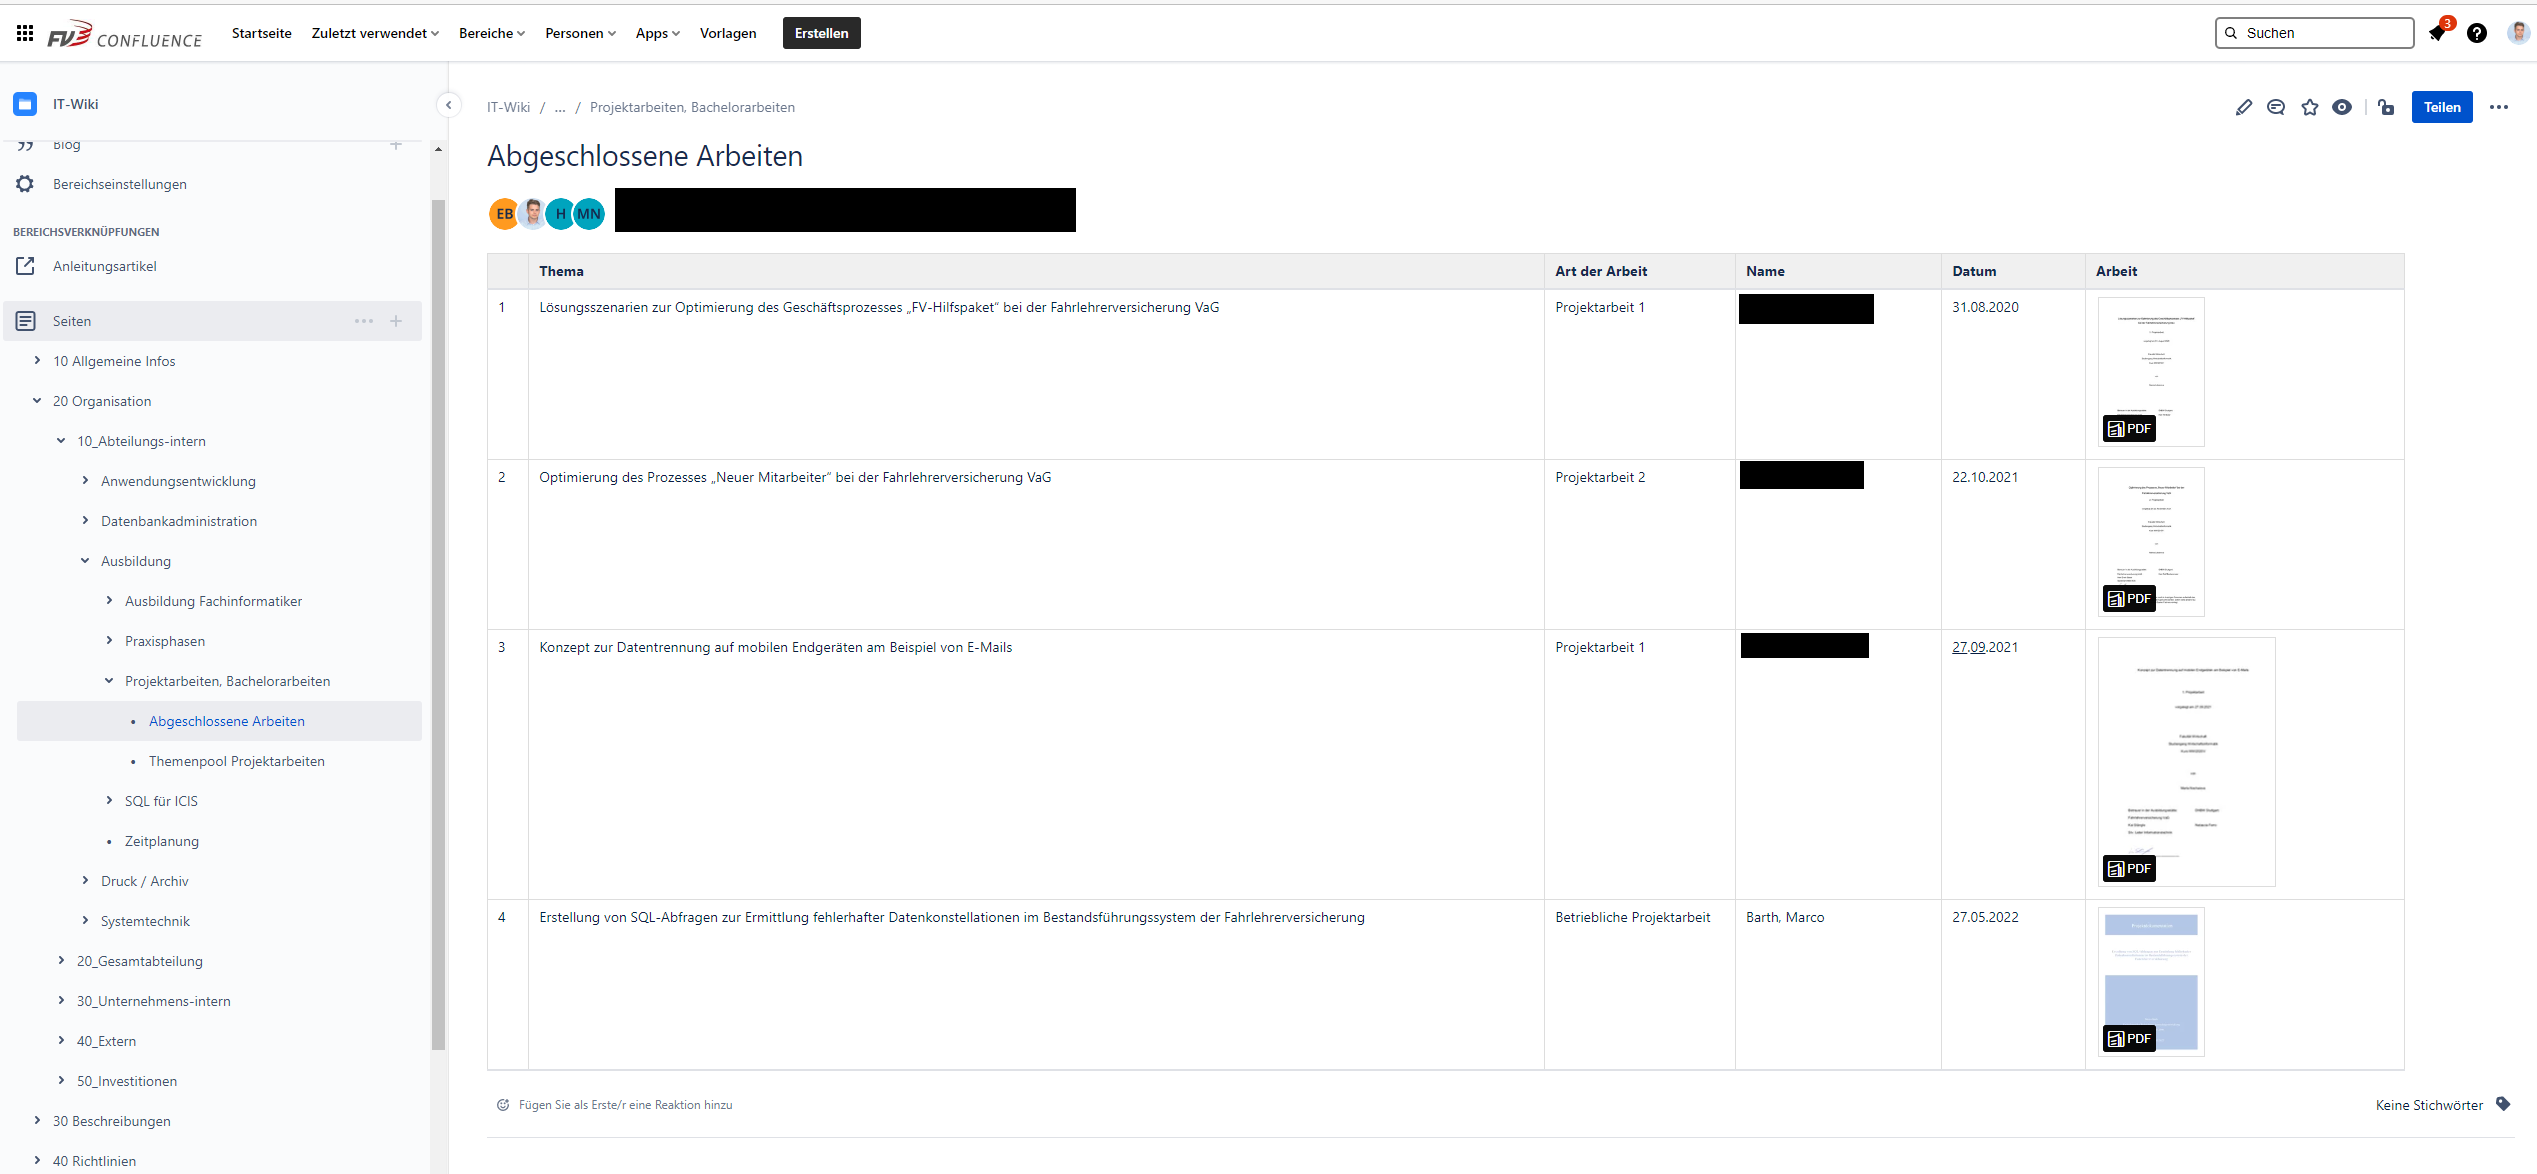 FV CONFLUENCE
Startseite
Zuletzt verwendet
Bereiche
Personen
Apps
Vorlagen
Erstellen
Suchen
3
IT-Wiki
Blog
Bereichseinstellungen
BEREICHSVERKNÜPFUNGEN
Anleitungsartikel
Seiten
10 Allgemeine Infos
20 Organisation
10_Abteilungs-intern
Anwendungsentwicklung
Datenbankadministration
Ausbildung
Ausbildung Fachinformatiker
Praxisphasen
Projektarbeiten, Bachelorarbeiten
Abgeschlossene Arbeiten
Themenpool Projektarbeiten
SQL für ICIS
Zeitplanung
Druck / Archiv
Systemtechnik
20_Gesamtabteilung
30_Unternehmens-intern
40_Extern
50_Investitionen
30 Beschreibungen
40 Richtlinien
IT-Wiki / ... / Projektarbeiten, Bachelorarbeiten
Teilen
Abgeschlossene Arbeiten
EB H MN
Thema Art der Arbeit Name Datum Arbeit
1 Lösungsszenarien zur Optimierung des Geschäftsprozesses „FV-Hilfspaket“ bei der Fahrlehrerversicherung VaG Projektarbeit 1 31.08.2020
PDF
2 Optimierung des Prozesses „Neuer Mitarbeiter“ bei der Fahrlehrerversicherung VaG Projektarbeit 2 22.10.2021
PDF
3 Konzept zur Datentrennung auf mobilen Endgeräten am Beispiel von E-Mails Projektarbeit 1 27.09.2021
PDF
4 Erstellung von SQL-Abfragen zur Ermittlung fehlerhafter Datenkonstellationen im Bestandsführungssystem der Fahrlehrerversicherung Betriebliche Projektarbeit Barth, Marco 27.05.2022
PDF
Fügen Sie als Erste/r eine Reaktion hinzu
Keine Stichwörter